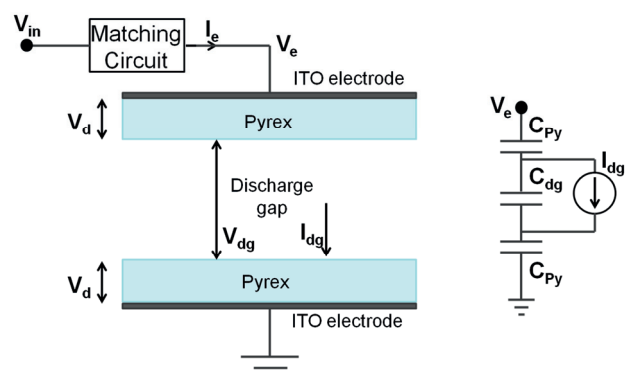 Vin
Matching
Circuit
Ie
Ve
ITO electrode
Vd
Pyrex
Discharge
gap
Vdg
Idg
Vd
Pyrex
ITO electrode
Ve
CPy
Cdg
Idg
CPy